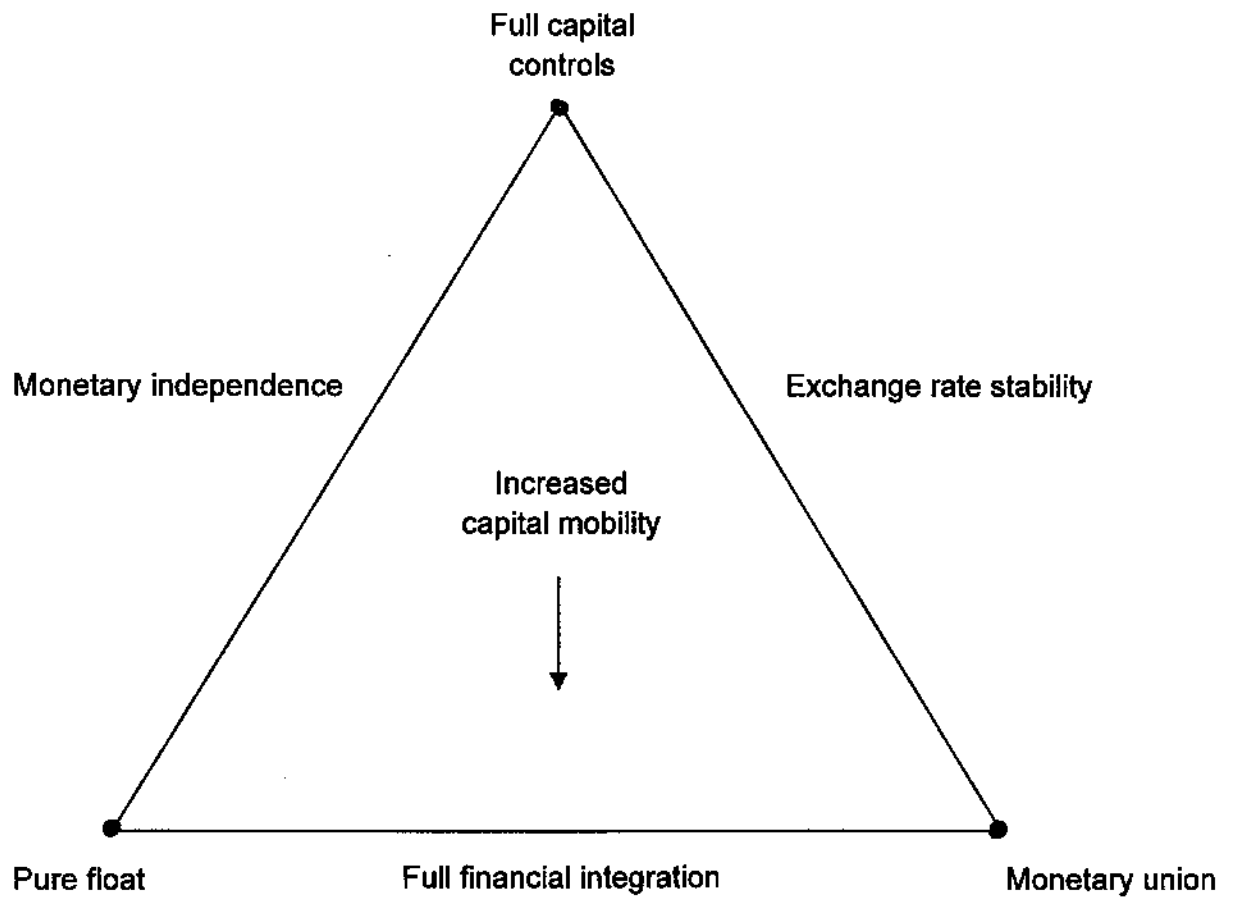 Full capital
controls
Monetary independence
Exchange rate stability
Increased
capital mobility
Pure float
Full financial integration
Monetary union